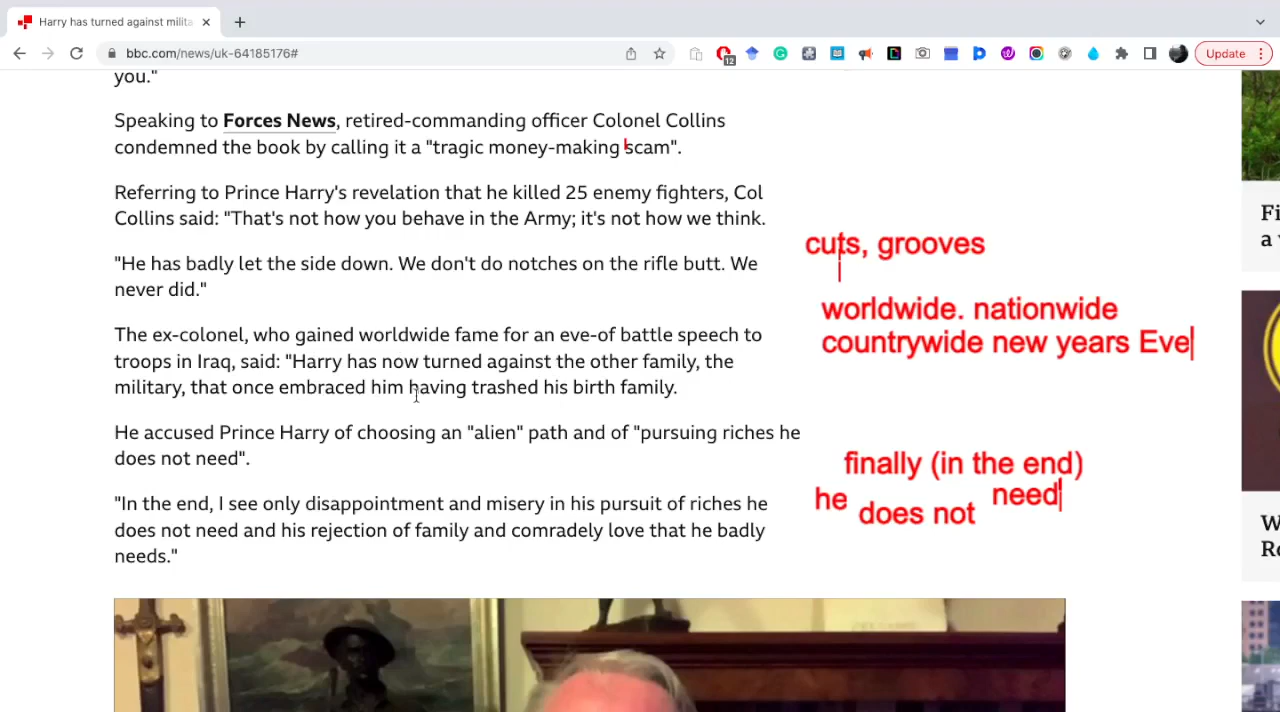 Harry has turned against milita
bbc.com/news/uk-64185176#
12
Update
you."
Speaking to Forces News, retired-commanding officer Colonel Collins
condemned the book by calling it a "tragic money-making scam".
Referring to Prince Harry's revelation that he killed 25 enemy fighters, Col
Collins said: "That's not how you behave in the Army; it's not how we think.
"He has badly let the side down. We don't do notches on the rifle butt. We
never did."
The ex-colonel, who gained worldwide fame for an eve-of battle speech to
troops in Iraq, said: "Harry has now turned against the other family, the
military, that once embraced him having trashed his birth family.
He accused Prince Harry of choosing an "alien" path and of "pursuing riches he
does not need".
"In the end, I see only disappointment and misery in his pursuit of riches he
does not need and his rejection of family and comradely love that he badly
needs."
cuts, grooves
worldwide. nationwide
countrywide new years Eve
finally (in the end)
he does not need
Fi
a
W
Ro